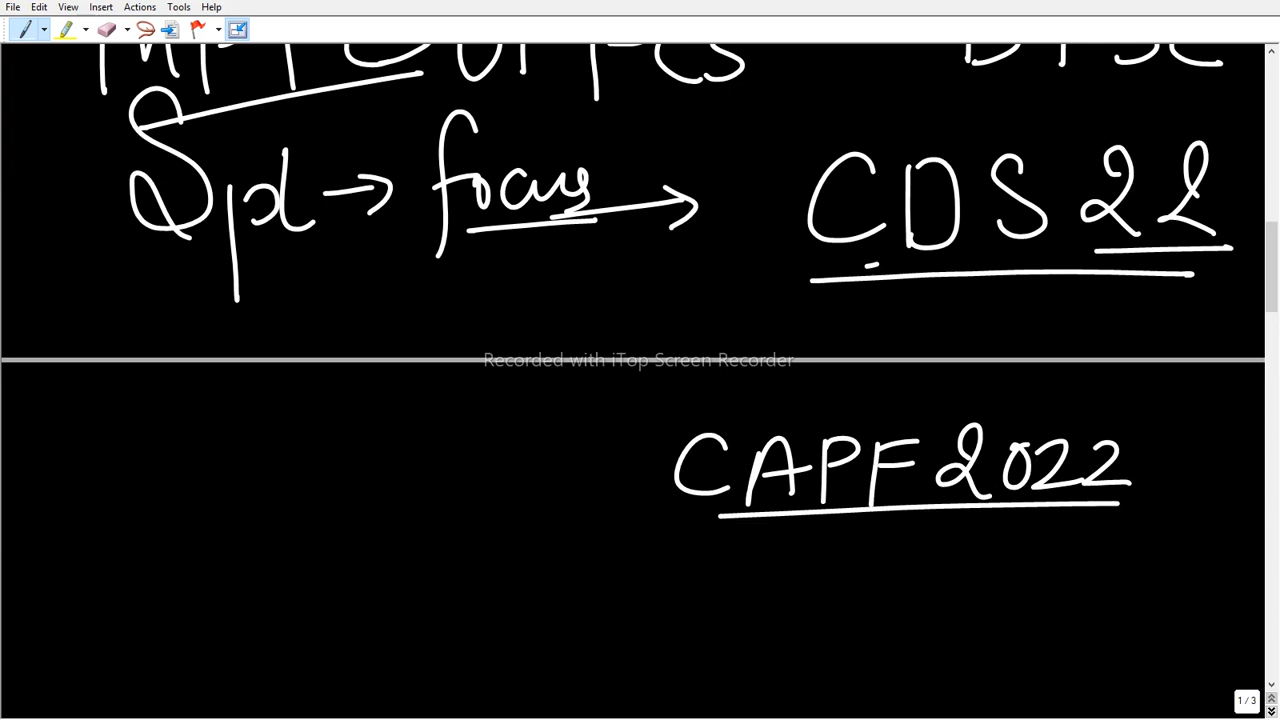 File Edit View Insert Actions Tools Help
Spl → focus → CDS 22
Recorded with iTop Screen Recorder
CAPF 2022
1 / 3